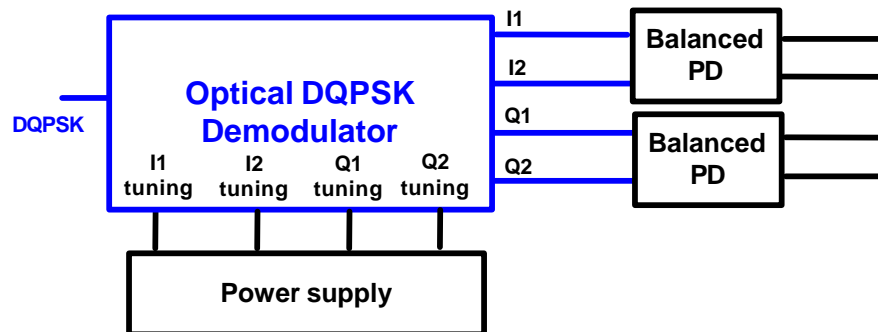 I1
Balanced
PD
I2
Optical DQPSK
Demodulator
DQPSK
Q1
Balanced
PD
Q2
I1 I2 Q1 Q2
tuning tuning tuning tuning
Power supply